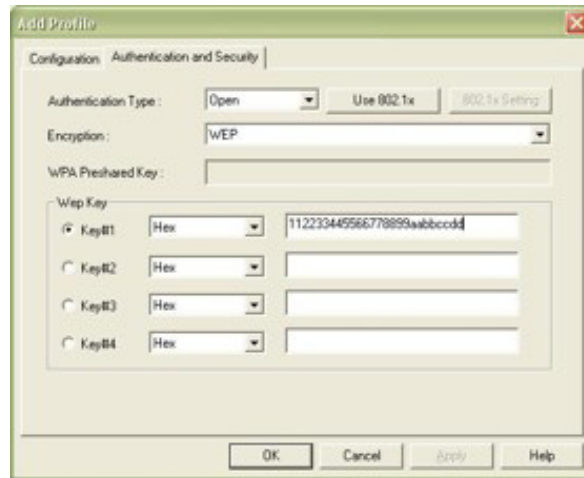 Add Profile
Configuration Authentication and Security
Authentication Type : Open Use 802.1x 802.1x Setting
Encryption : WEP
WPA Preshared Key :
Wep Key
Key#1 Hex 112233445566778899aabbccdd
Key#2 Hex
Key#3 Hex
Key#4 Hex
OK Cancel Apply Help